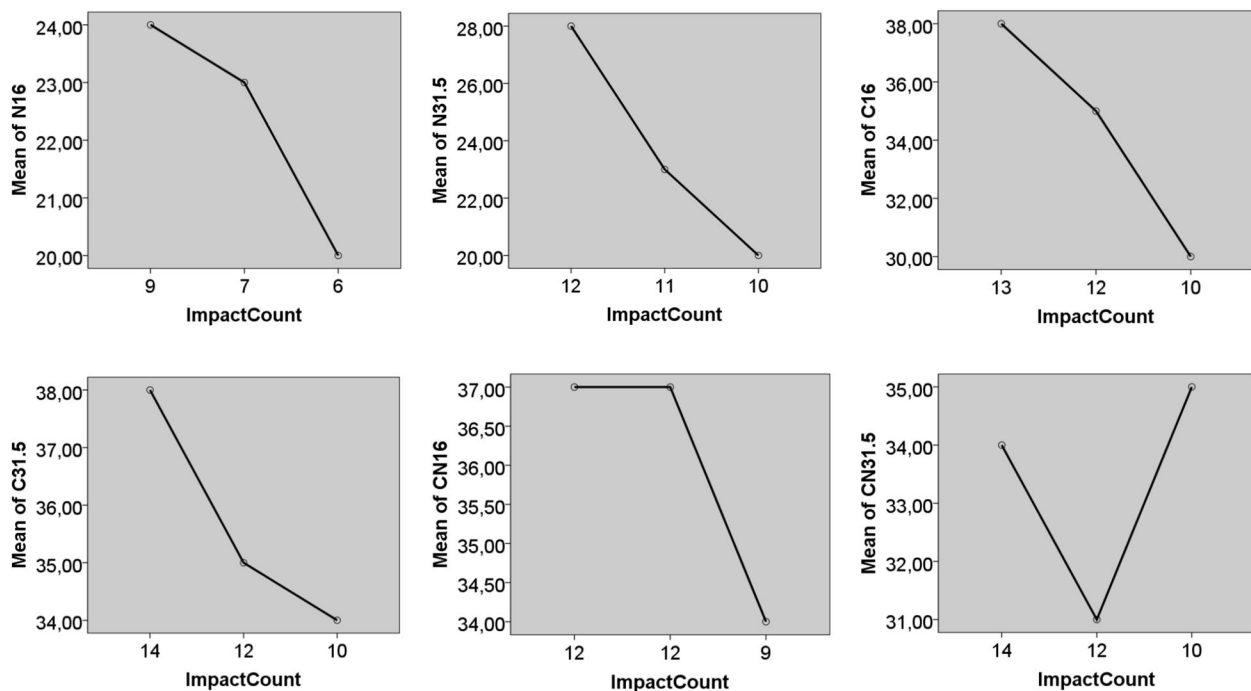 Mean of N16
24,00
23,00
22,00
21,00
20,00
9 7 6
ImpactCount
Mean of N31.5
28,00
26,00
24,00
22,00
20,00
12 11 10
ImpactCount
Mean of C16
38,00
36,00
34,00
32,00
30,00
13 12 10
ImpactCount
Mean of C31.5
38,00
37,00
36,00
35,00
34,00
14 12 10
ImpactCount
Mean of CN16
37,00
36,50
36,00
35,50
35,00
34,50
34,00
12 12 9
ImpactCount
Mean of CN31.5
35,00
34,00
33,00
32,00
31,00
14 12 10
ImpactCount